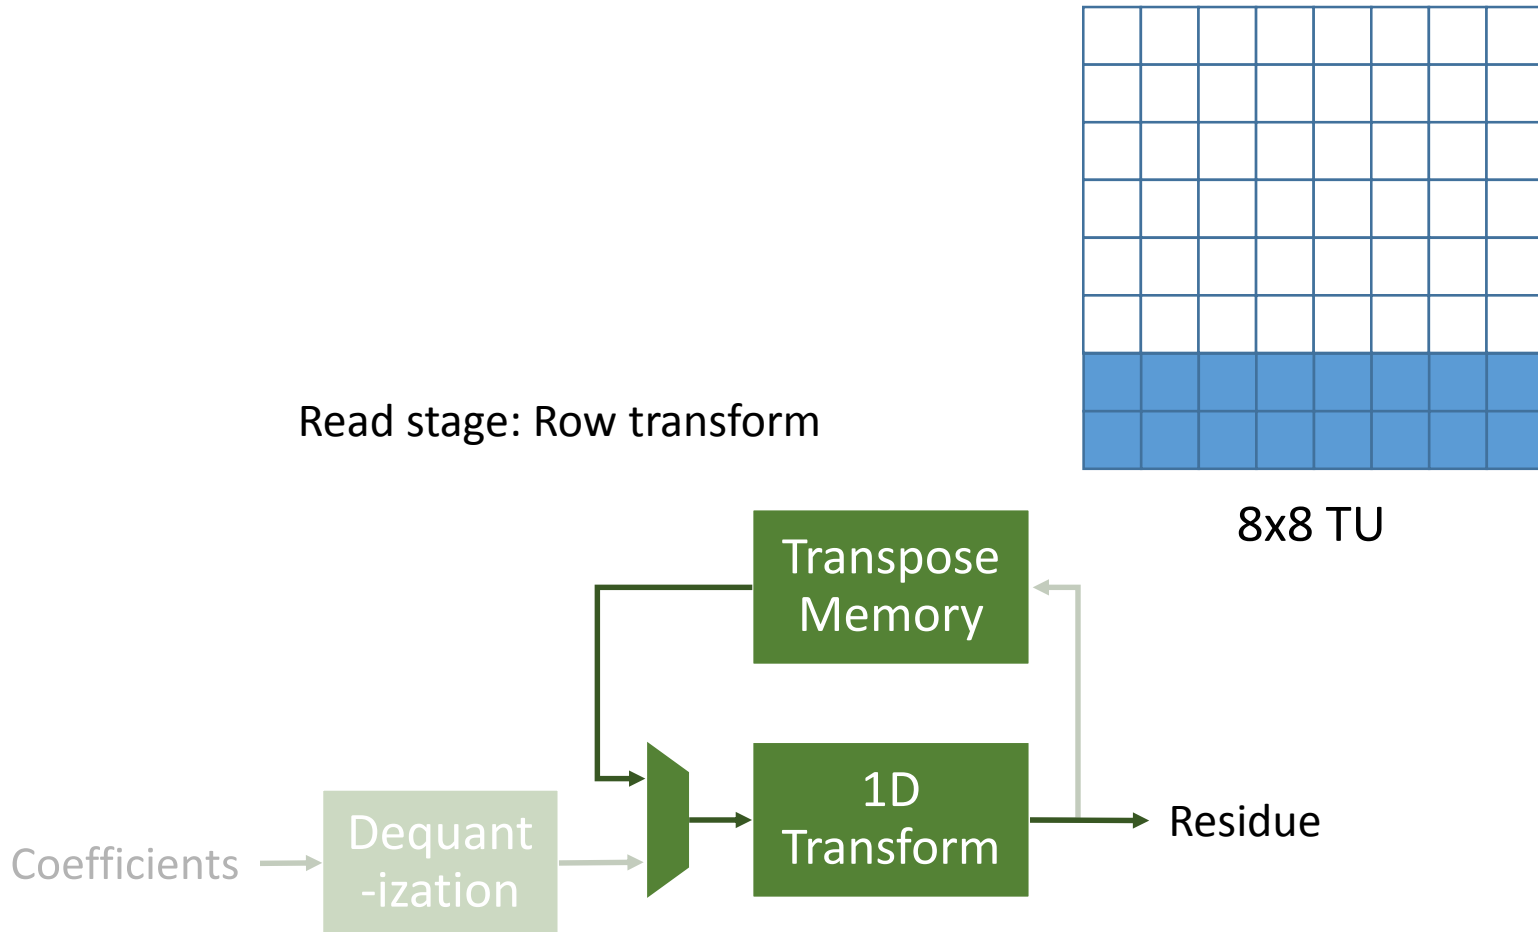 Read stage: Row transform
8x8 TU
Transpose
Memory
1D
Transform
Residue
Coefficients
Dequant
-ization